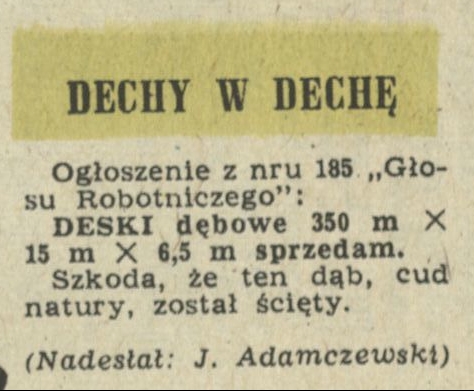 DECHY W DECHĘ
Ogłoszenie z nru 185 „Gło-
su Robotniczego":
DESKI dębowe 350 m X
15 m X 6,5 m sprzedam.
Szkoda, że ten dąb, cud
natury, został ścięty.
(Nadesłał: J. Adamczewski)